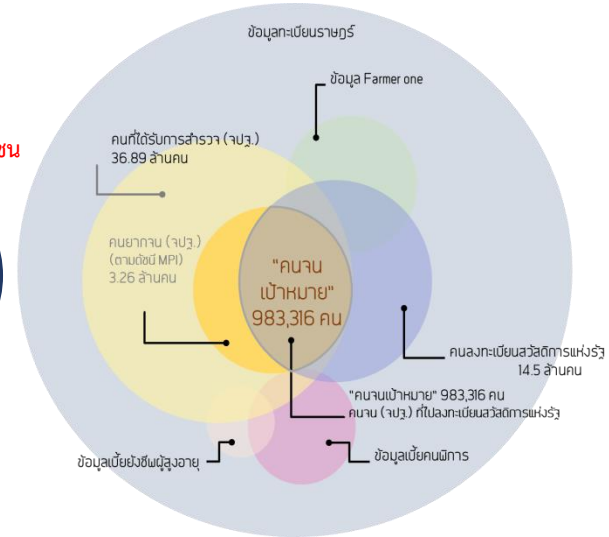 ข้อมูลทะเบียนราษฎร์
ข้อมูล Farmer one
คนที่ได้รับการสำรวจ (จปฐ.)
36.89 ล้านคน
คนยากจน (จปฐ.)
(ตามดัชนี MPI)
3.26 ล้านคน
"คนจน
เป้าหมาย"
983,316 คน
คนลงทะเบียนสวัสดิการแห่งรัฐ
14.5 ล้านคน
"คนจนเป้าหมาย" 983,316 คน
คนจน (จปฐ.) ที่ไปลงทะเบียนสวัสดิการแห่งรัฐ
ข้อมูลเบี้ยยังชีพผู้สูงอายุ
ข้อมูลเบี้ยคนพิการ